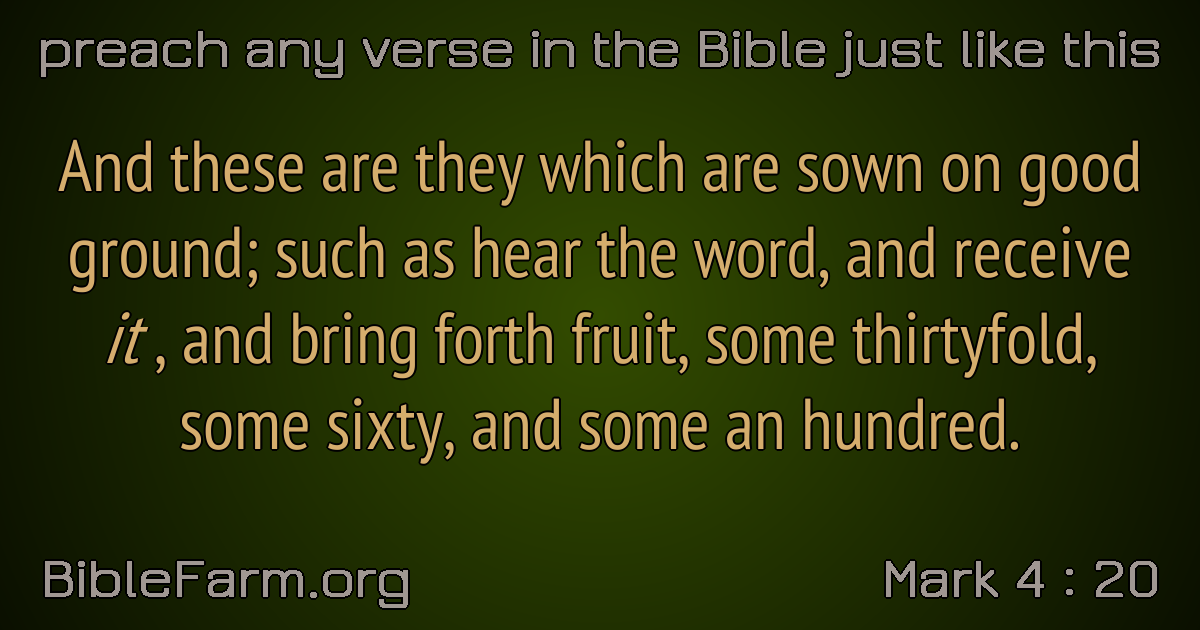 preach any verse in the Bible just like this
And these are they which are sown on good
ground; such as hear the word, and receive
it , and bring forth fruit, some thirtyfold,
some sixty, and some an hundred.
BibleFarm.org
Mark 4 : 20